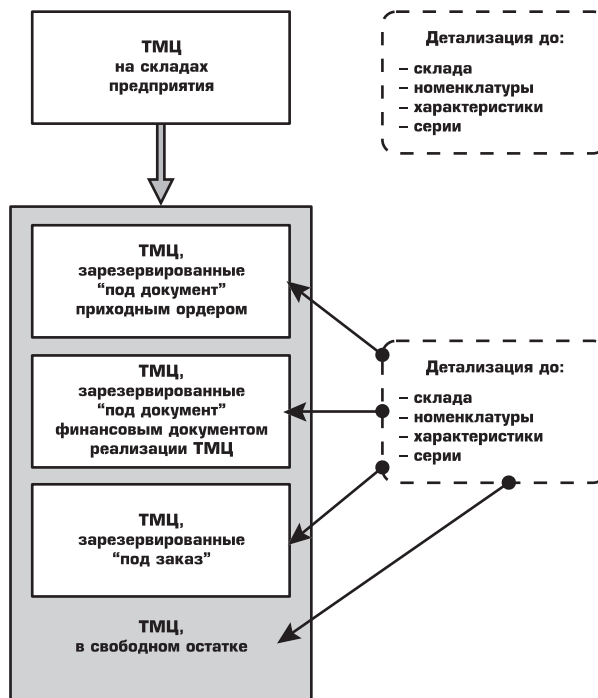 ТМЦ
на складах
предприятия
Детализация до:
– склада
– номенклатуры
– характеристики
– серии
ТМЦ,
зарезервированные
“под документ”
приходным ордером
ТМЦ,
зарезервированные
“под документ”
финансовым документом
реализации ТМЦ
Детализация до:
– склада
– номенклатуры
– характеристики
– серии
ТМЦ,
зарезервированные
“под заказ”
ТМЦ,
в свободном остатке